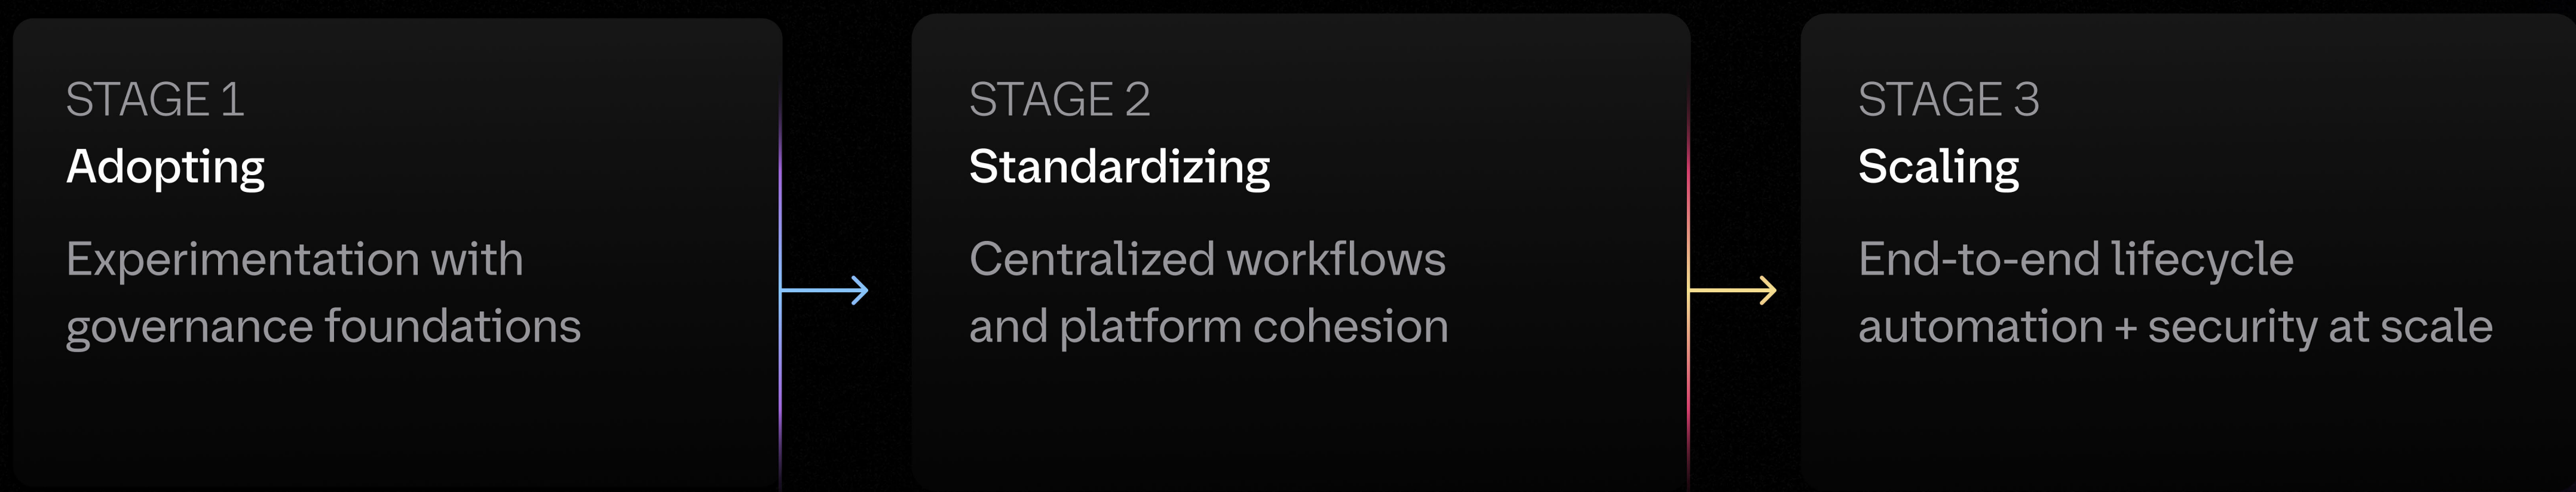 STAGE 1
Adopting
Experimentation with
governance foundations
STAGE 2
Standardizing
Centralized workflows
and platform cohesion
STAGE 3
Scaling
End-to-end lifecycle
automation + security at scale